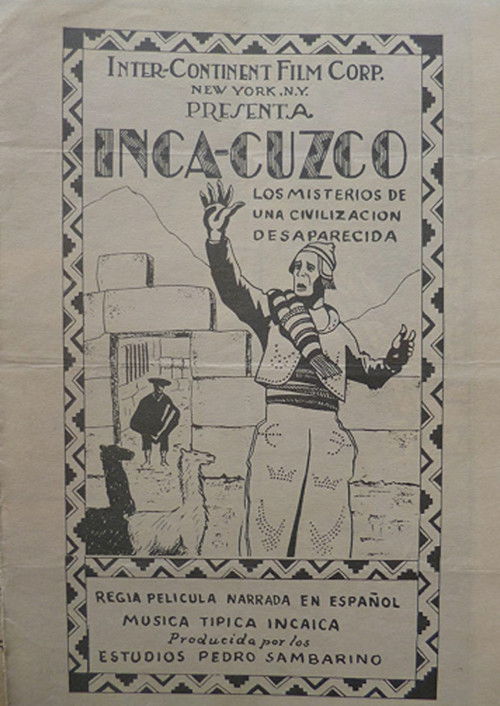 INTER-CONTINENT FILM CORP.
NEW YORK, N.Y.
PRESENTA
INCA-CUZCO
LOS MISTERIOS DE
UNA CIVILIZACION
DESAPARECIDA
REGIA PELICULA NARRADA EN ESPAÑOL
MUSICA TIPICA INCAICA
Producida por los
ESTUDIOS PEDRO SAMBARINO